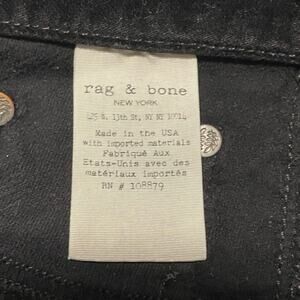 rag & bone
NEW YORK
425 W. 13th St, NY NY 10014
Made in the USA
with imported materials
Fabriqué Aux
Etats-Unis avec des
matériaux importés
RN # 108879